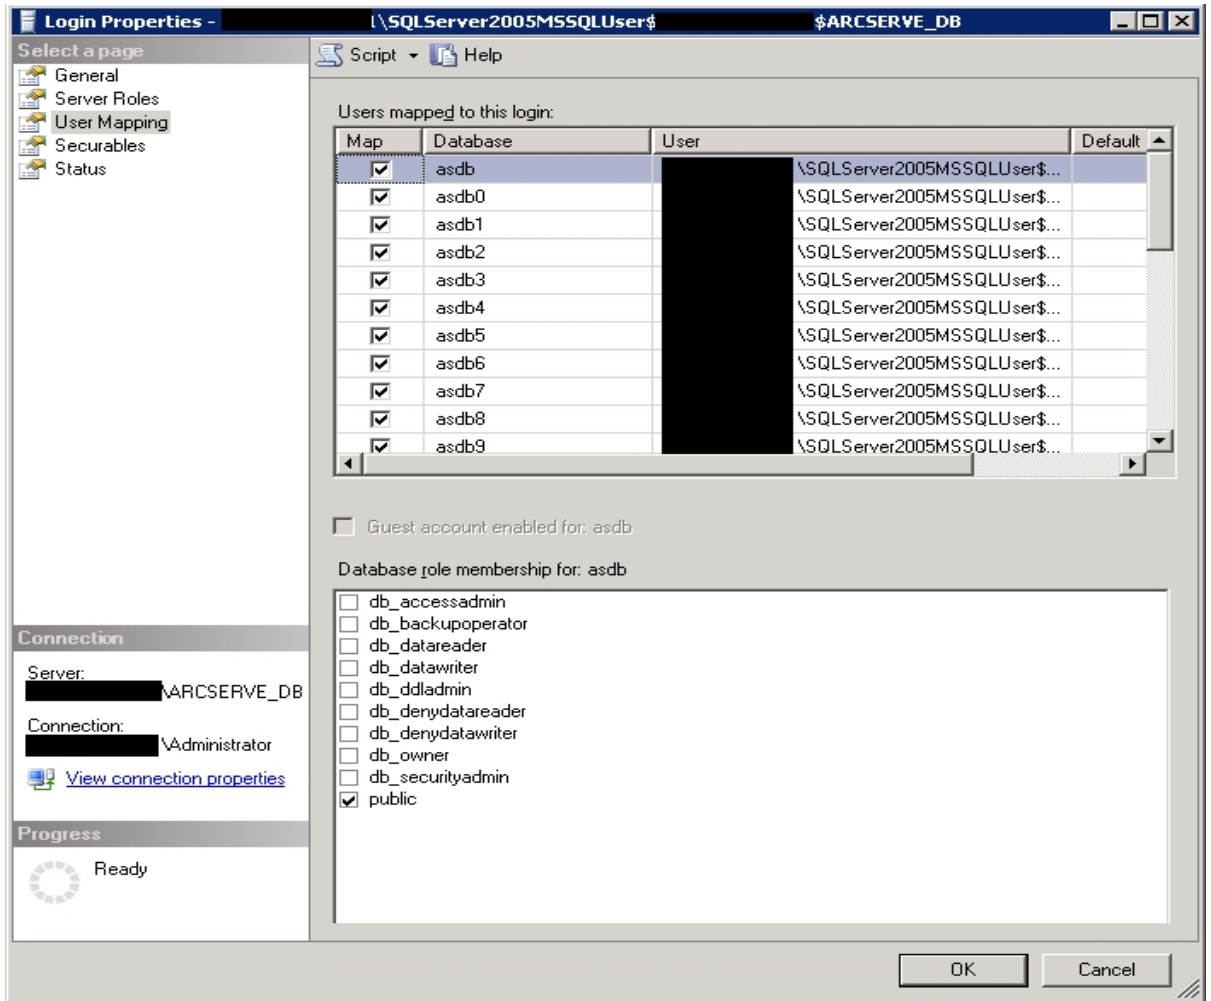 Login Properties - \SQLServer2005MSSQLUser$ $ARCSERVE_DB
Select a page
General
Server Roles
User Mapping
Securables
Status
Script Help
Users mapped to this login:
Map Database User Default
asdb \SQLServer2005MSSQLUser$...
asdb0 \SQLServer2005MSSQLUser$...
asdb1 \SQLServer2005MSSQLUser$...
asdb2 \SQLServer2005MSSQLUser$...
asdb3 \SQLServer2005MSSQLUser$...
asdb4 \SQLServer2005MSSQLUser$...
asdb5 \SQLServer2005MSSQLUser$...
asdb6 \SQLServer2005MSSQLUser$...
asdb7 \SQLServer2005MSSQLUser$...
asdb8 \SQLServer2005MSSQLUser$...
asdb9 \SQLServer2005MSSQLUser$...
Guest account enabled for: asdb
Database role membership for: asdb
db_accessadmin
db_backupoperator
db_datareader
db_datawriter
db_ddladmin
db_denydatareader
db_denydatawriter
db_owner
db_securityadmin
public
Connection
Server:
\ARCSERVE_DB
Connection:
\Administrator
View connection properties
Progress
Ready
OK Cancel